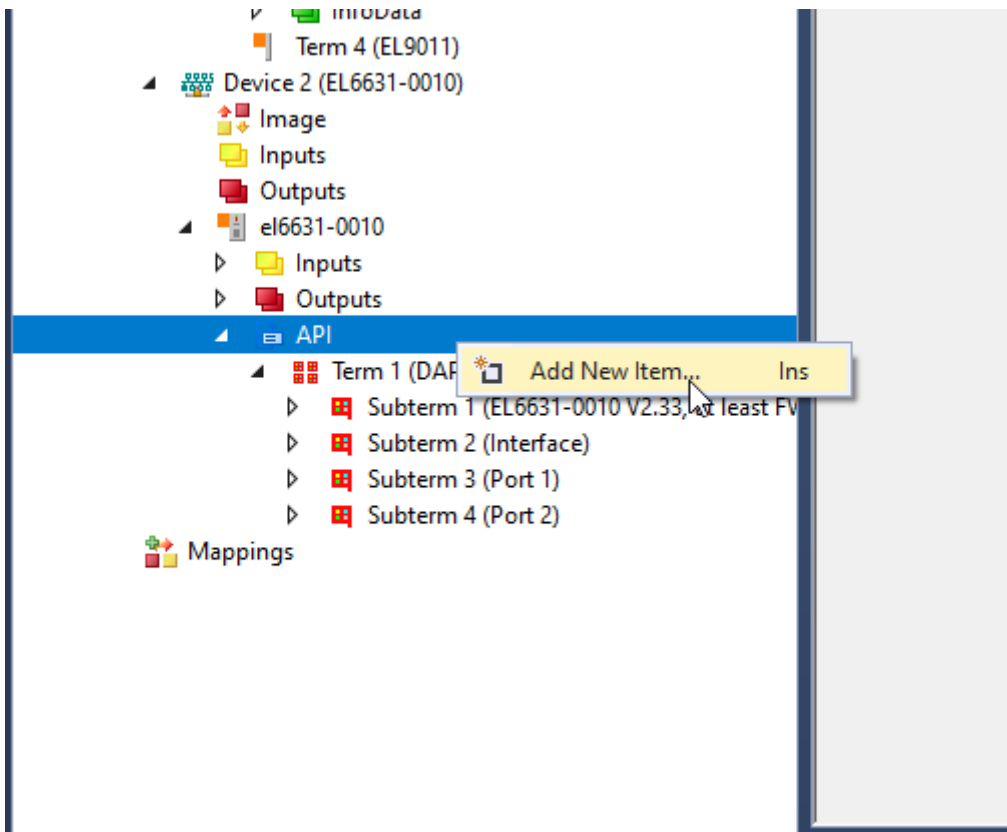 InfoData
Term 4 (EL9011)
Device 2 (EL6631-0010)
Image
Inputs
Outputs
el6631-0010
Inputs
Outputs
API
Term 1 (DAP
Add New Item... Ins
Subterm 1 (EL6631-0010 V2.33, at least FW
Subterm 2 (Interface)
Subterm 3 (Port 1)
Subterm 4 (Port 2)
Mappings